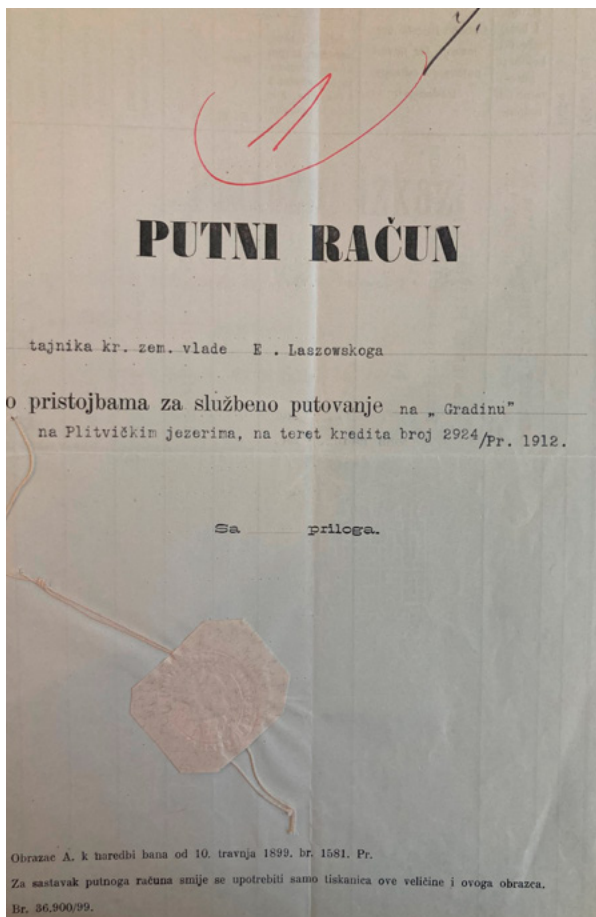 PUTNI RAČUN
tajnika kr. zem. vlade E . Laszowskoga
o pristojbama za službeno putovanje na „ Gradinu"
na Plitvičkim jezerima, na teret kredita broj 2924/Pr. 1912.
Sa priloga.
Obrazac A. k naredbi bana od 10. travnja 1899. br. 1581. Pr.
Za sastavak putnoga računa smije se upotrebiti samo tiskanica ove veličine i ovoga obrazca.
Br. 36.900/99.